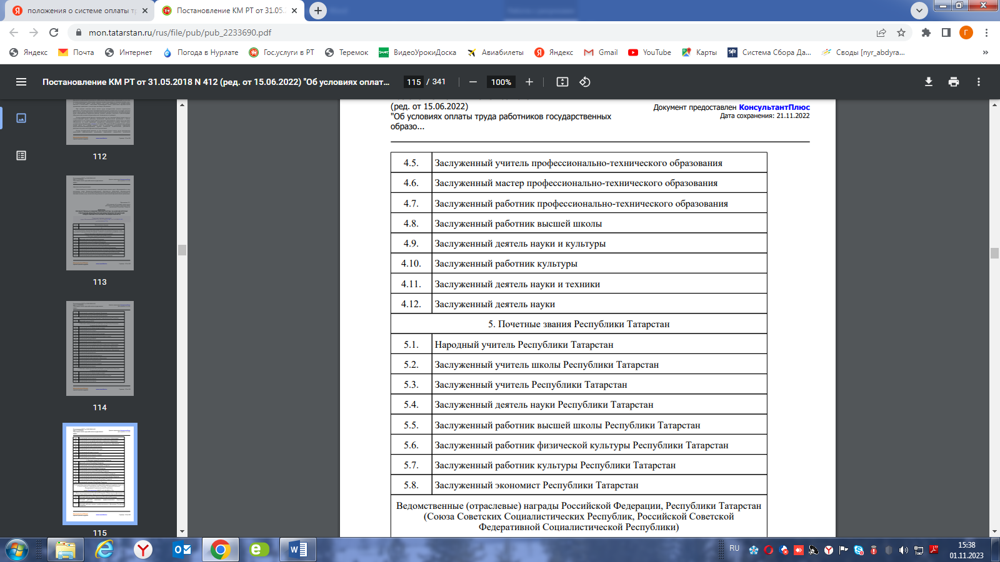 положения о системе оплаты тр
Постановление КМ РТ от 31.05.2
mon.tatarstan.ru/rus/file/pub/pub_2233690.pdf
Г
Яндекс
Почта
Интернет
Погода в Нурлате
Гос.услуги в РТ
Теремок
ВидеоУрокиДоска
Авиабилеты
Яндекс
Gmail
YouTube
Карты
Система Сбора Да...
Своды [nyr_abdyra...
»
Постановление КМ РТ от 31.05.2018 N 412 (ред. от 15.06.2022) "Об условиях оплат...
115 / 341
100%
112
113
114
115
(ред. от 15.06.2022)
"Об условиях оплаты труда работников государственных
образо...
Документ предоставлен КонсультантПлюс
Дата сохранения: 21.11.2022
4.5. Заслуженный учитель профессионально-технического образования
4.6. Заслуженный мастер профессионально-технического образования
4.7. Заслуженный работник профессионально-технического образования
4.8. Заслуженный работник высшей школы
4.9. Заслуженный деятель науки и культуры
4.10. Заслуженный работник культуры
4.11. Заслуженный деятель науки и техники
4.12. Заслуженный деятель науки
5. Почетные звания Республики Татарстан
5.1. Народный учитель Республики Татарстан
5.2. Заслуженный учитель школы Республики Татарстан
5.3. Заслуженный учитель Республики Татарстан
5.4. Заслуженный деятель науки Республики Татарстан
5.5. Заслуженный работник высшей школы Республики Татарстан
5.6. Заслуженный работник физической культуры Республики Татарстан
5.7. Заслуженный работник культуры Республики Татарстан
5.8. Заслуженный экономист Республики Татарстан
Ведомственные (отраслевые) награды Российской Федерации, Республики Татарстан
(Союза Советских Социалистических Республик, Российской Советской
Федеративной Социалистической Республики)
RU
15:38
01.11.2023